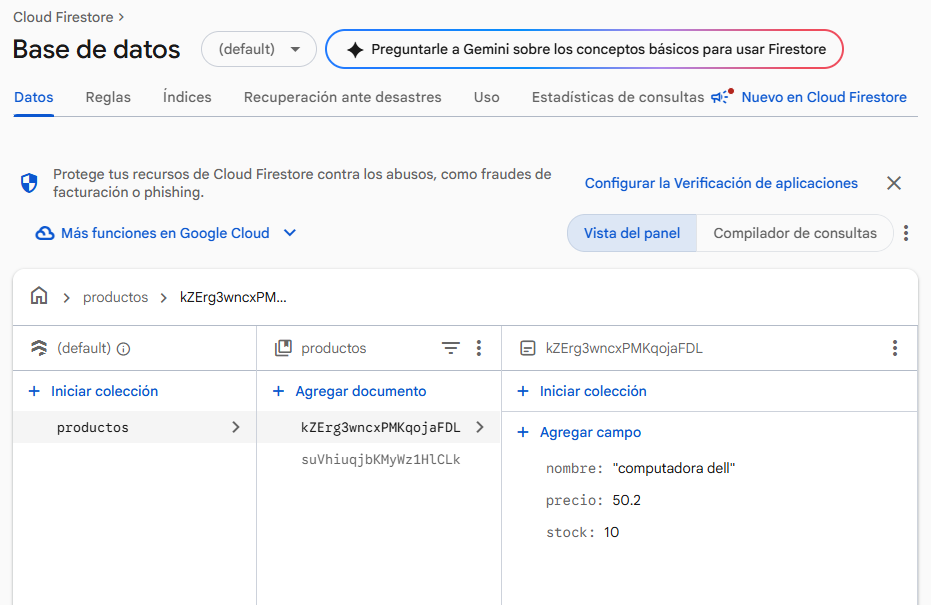 Cloud Firestore
Base de datos
(default)
Preguntarle a Gemini sobre los conceptos básicos para usar Firestore
Datos
Reglas
Índices
Recuperación ante desastres
Uso
Estadísticas de consultas
Nuevo en Cloud Firestore
Protege tus recursos de Cloud Firestore contra los abusos, como fraudes de
facturación o phishing.
Configurar la Verificación de aplicaciones
Más funciones en Google Cloud
Vista del panel
Compilador de consultas
productos
kZErg3wncxPM...
(default)
productos
kZErg3wncxPMKqojaFDL
+ Iniciar colección
+ Agregar documento
+ Iniciar colección
productos
kZErg3wncxPMKqojaFDL
suVhiuqjbKMyWz1HlCLk
+ Agregar campo
nombre: "computadora dell"
precio: 50.2
stock: 10